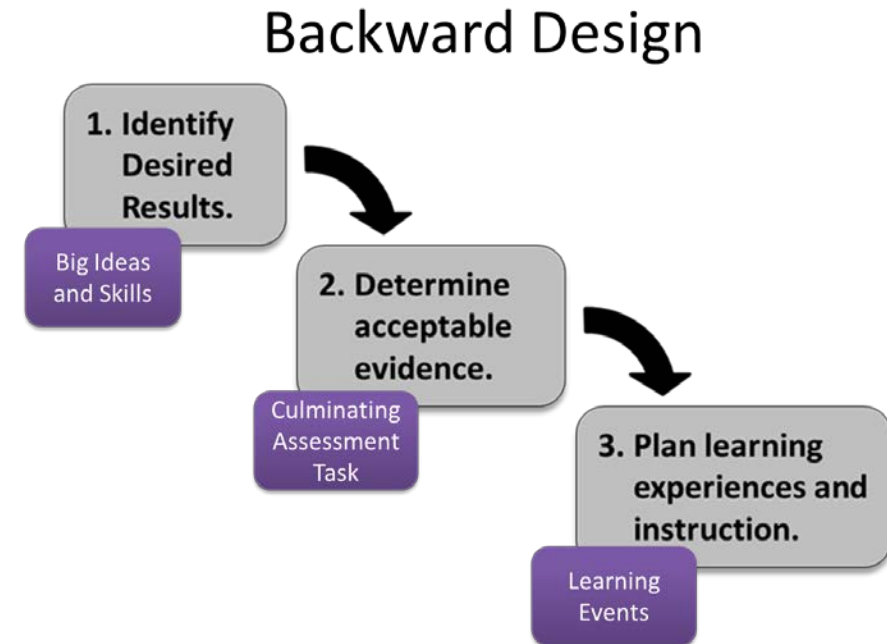 Backward Design
1. Identify
Desired
Results.
Big Ideas
and Skills
2. Determine
acceptable
evidence.
Culminating
Assessment
Task
3. Plan learning
experiences and
instruction.
Learning
Events